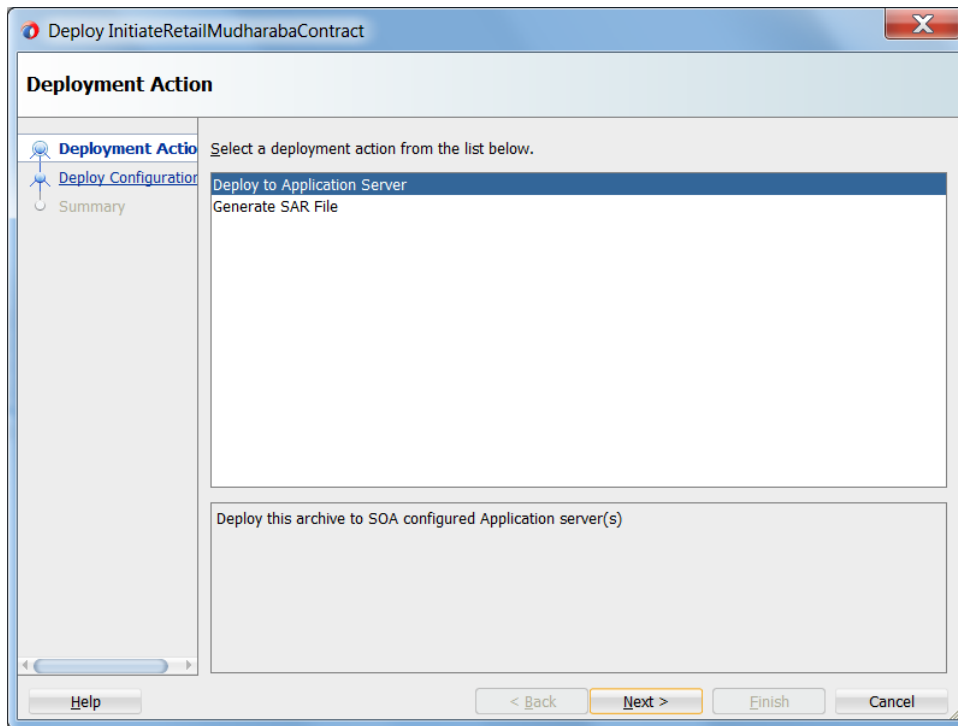 Deploy InitiateRetailMudharabaContract
Deployment Action
Deployment Actio
Deploy Configuration
Summary
Select a deployment action from the list below.
Deploy to Application Server
Generate SAR File
Deploy this archive to SOA configured Application server(s)
Help
< Back
Next >
Finish
Cancel